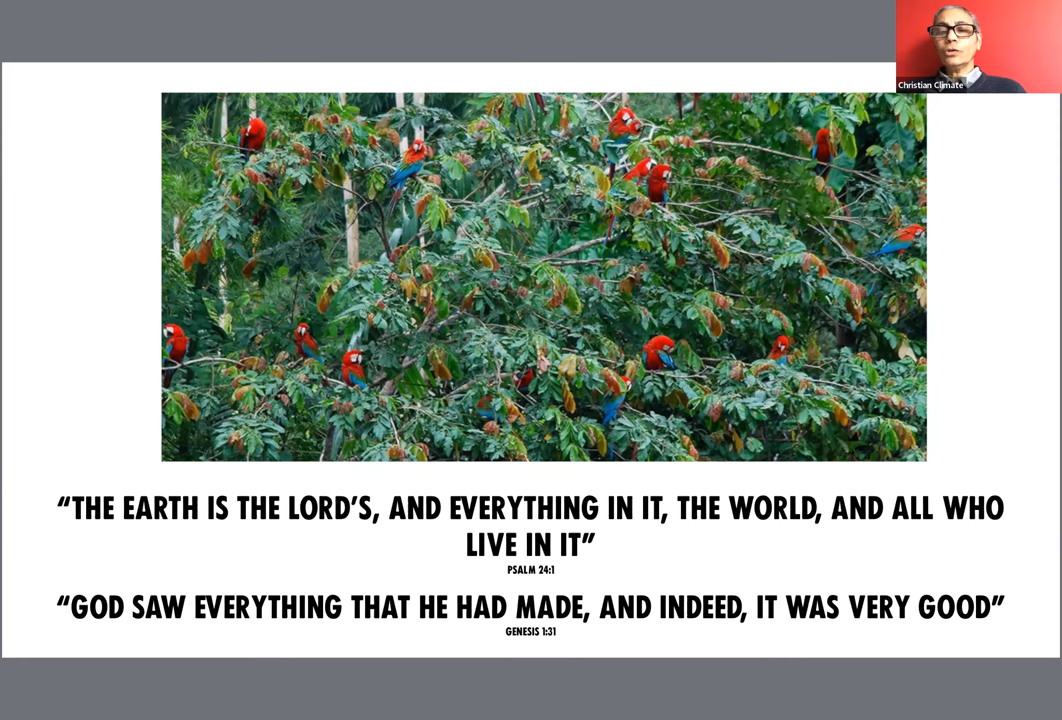 Christian Climate
“THE EARTH IS THE LORD’S, AND EVERYTHING IN IT, THE WORLD, AND ALL WHO
LIVE IN IT”
PSALM 24:1
“GOD SAW EVERYTHING THAT HE HAD MADE, AND INDEED, IT WAS VERY GOOD”
GENESIS 1:31